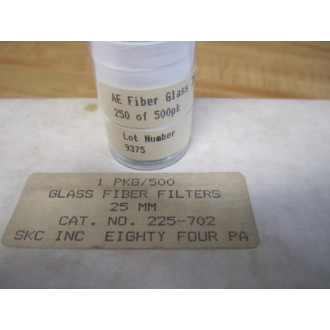 AE Fiber Glass
250 of 500pk
Lot Number
9375
1 PKG/500
GLASS FIBER FILTERS
25 MM
CAT. NO. 225-702
SKC INC EIGHTY FOUR PA